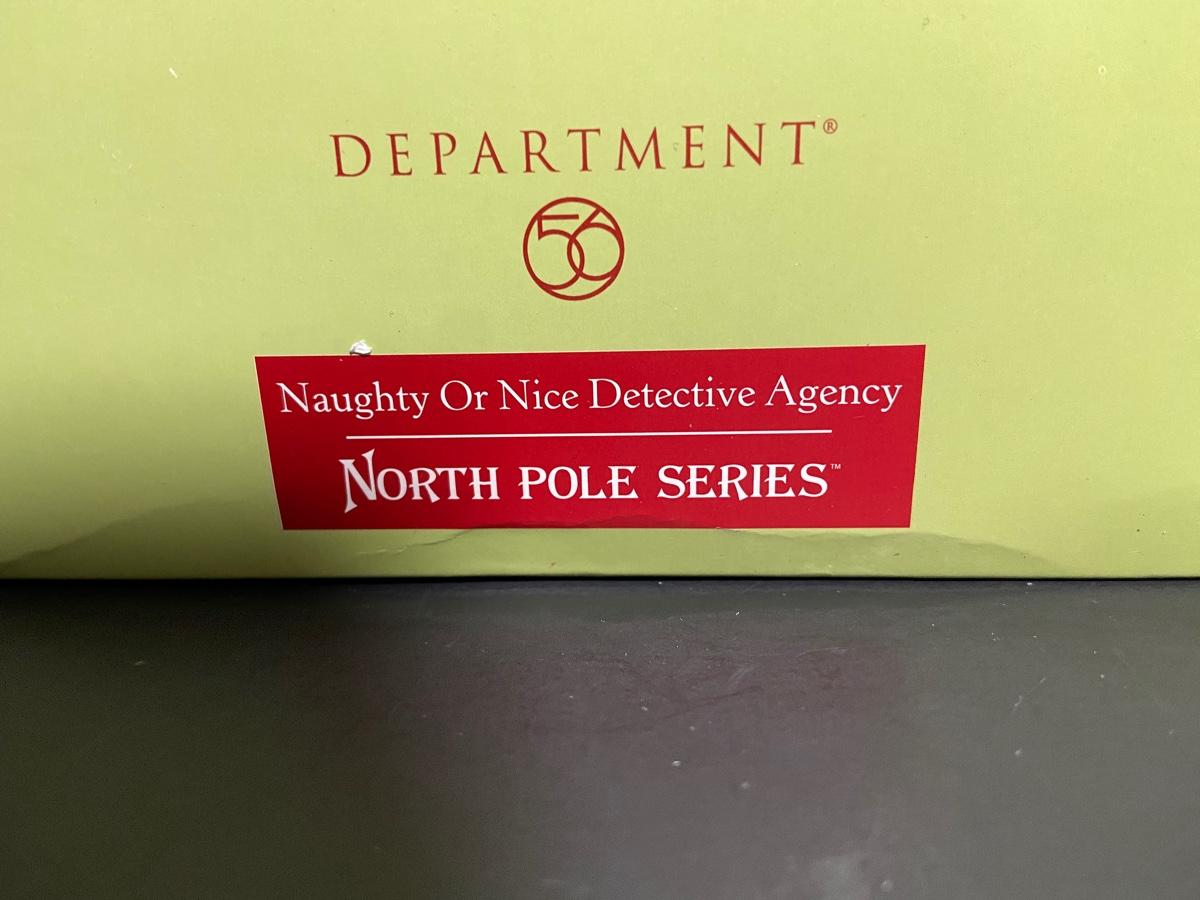 DEPARTMENT®
56
Naughty Or Nice Detective Agency
NORTH POLE SERIES™